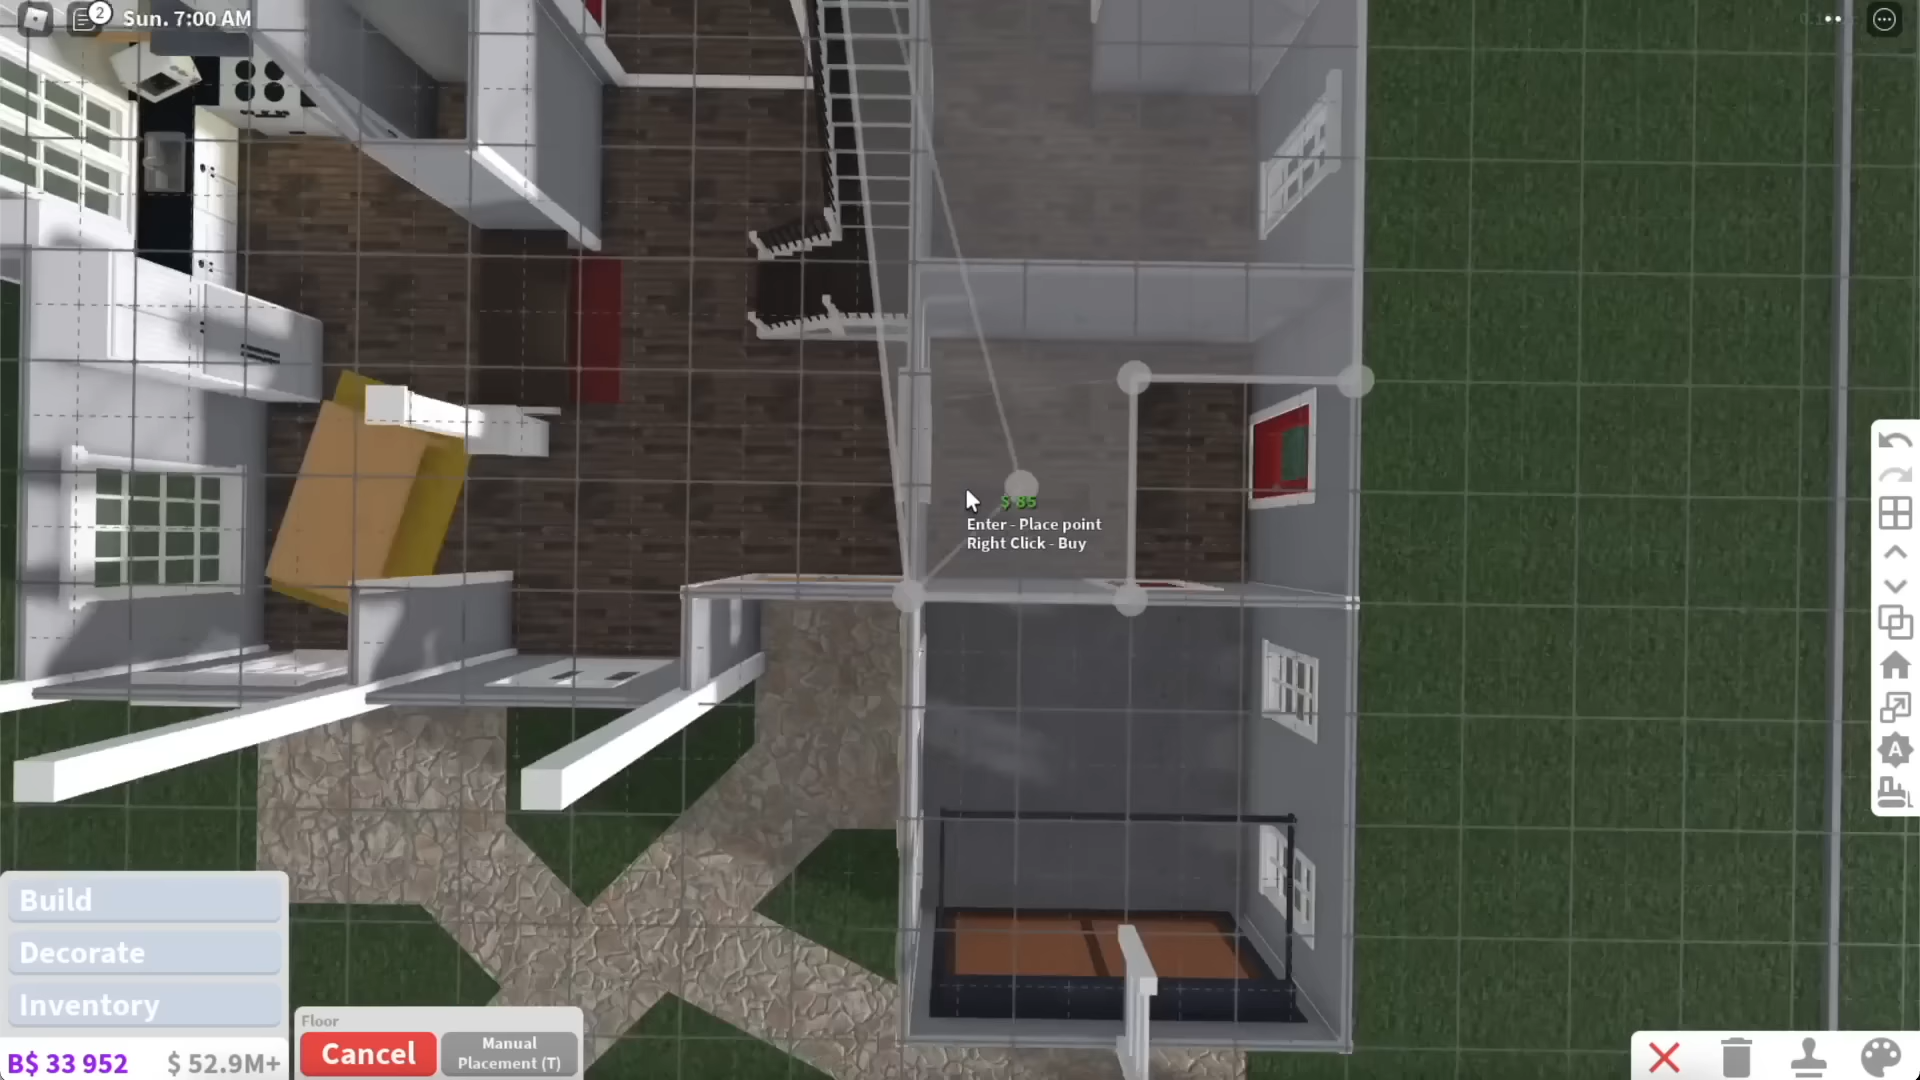 2
Sun. 7:00 AM
$ 85
Enter - Place point
Right Click - Buy
A
Build
Decorate
Inventory
Floor
Cancel
Manual
Placement (T)
B$ 33 952
$ 52.9M+